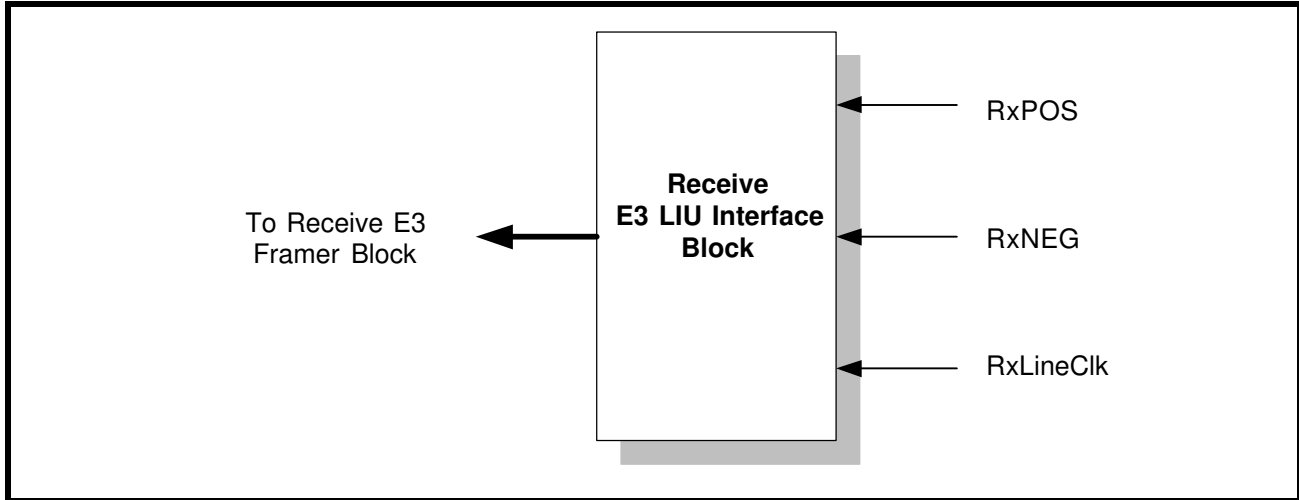 To Receive E3
Framer Block
Receive
E3 LIU Interface
Block
RxPOS
RxNEG
RxLineClk